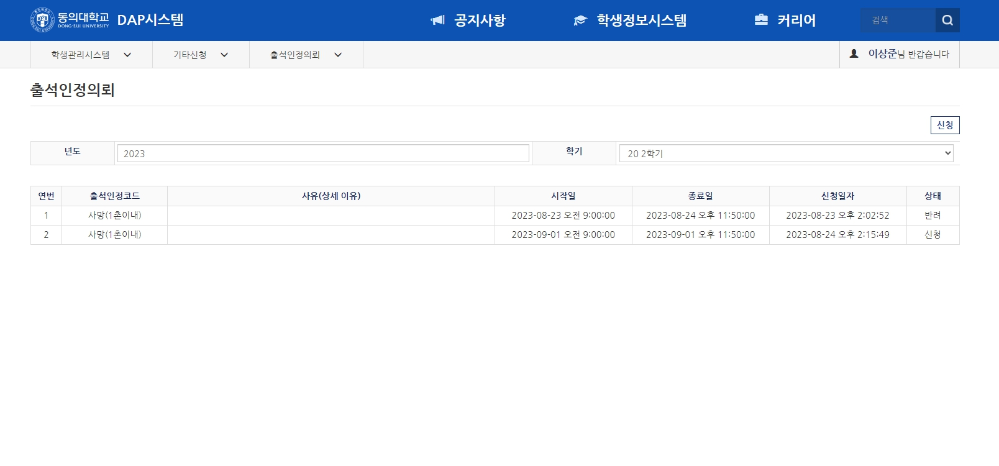 동의대학교 DONG-EUI UNIVERSITY DAP시스템 공지사항 학생정보시스템 커리어 검색
학생관리시스템 기타신청 출석인정의뢰 이상준님 반갑습니다
출석인정의뢰
신청
년도 2023 학기 20 2학기
연번 출석인정코드 사유(상세 이유) 시작일 종료일 신청일자 상태
1 사망(1촌이내) 2023-08-23 오전 9:00:00 2023-08-24 오후 11:50:00 2023-08-23 오후 2:02:52 반려
2 사망(1촌이내) 2023-09-01 오전 9:00:00 2023-09-01 오후 11:50:00 2023-08-24 오후 2:15:49 신청